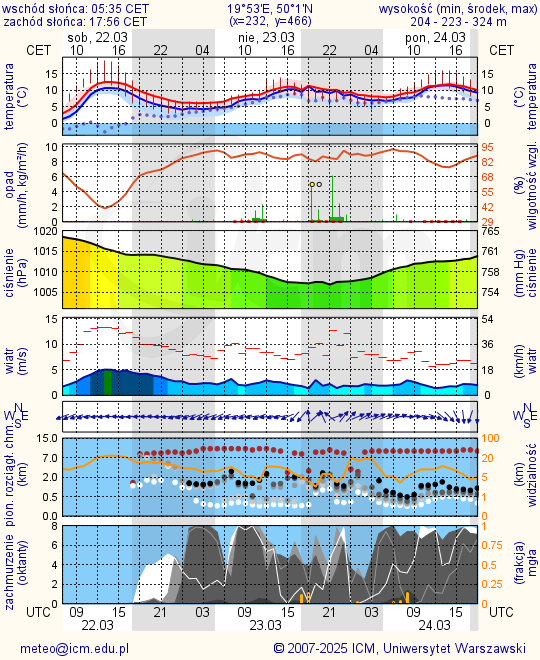 wschód słońca: 05:35 CET 19°53'E, 50°1'N wysokość (min, środek, max)
zachód słońca: 17:56 CET (x=232, y=466) 204 - 223 - 324 m
sob, 22.03 nie, 23.03 pon, 24.03
CET 10 16 22 04 10 16 22 04 10 16 CET
temperatura (°C) 15 10 5 0 15 10 5 0 temperatura (°C)
opad (mm/h, kg/m²/h) 10 8 6 4 2 0 95 82 68 55 42 29 (%) wilgotność wzgl.
ciśnienie (hPa) 1020 1015 1010 1005 765 761 758 754 (mm Hg) ciśnienie
wiatr (m/s) 15 10 5 0 54 36 18 0 (km/h) wiatr
N W E S N W E S
pion. rozciągł. chm. (km) 15.0 7.0 2.0 0.5 0.0 100 20 5 1 0 (km) widzialność
zachmurzenie (oktanty) 8 6 4 2 0 1 0.75 0.5 0.25 0 (frakcja) mgła
UTC 09 15 21 03 09 15 21 03 09 15 UTC
22.03 23.03 24.03
meteo@icm.edu.pl © 2007-2025 ICM, Uniwersytet Warszawski